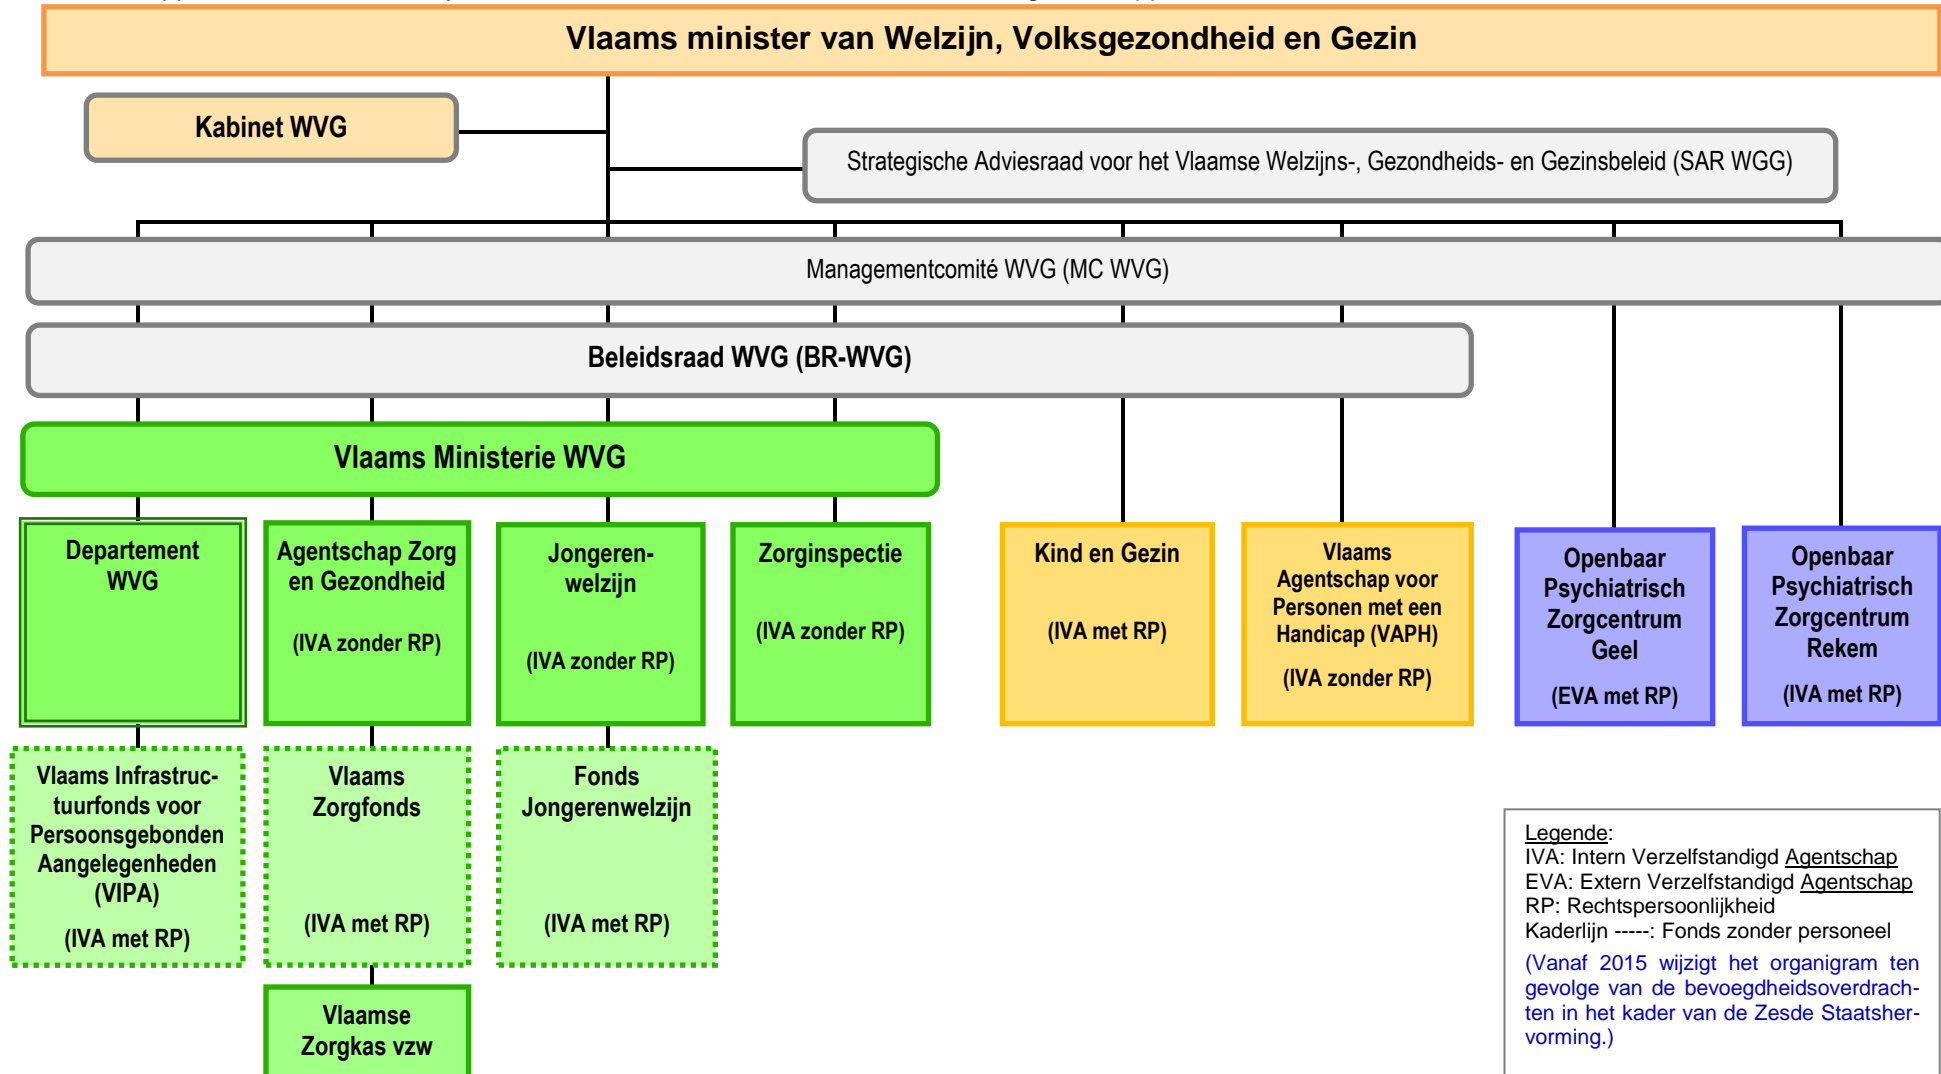 Vlaams minister van Welzijn, Volksgezondheid en Gezin
Kabinet WVG
Strategische Adviesraad voor het Vlaamse Welzijns-, Gezondheids- en Gezinsbeleid (SAR WGG)
Managementcomité WVG (MC WVG)
Beleidsraad WVG (BR-WVG)
Vlaams Ministerie WVG
Departement
WVG
Agentschap Zorg
en Gezondheid
(IVA zonder RP)
Jongeren-
welzijn
(IVA zonder RP)
Zorginspectie
(IVA zonder RP)
Kind en Gezin
(IVA met RP)
Vlaams
Agentschap voor
Personen met een
Handicap (VAPH)
(IVA zonder RP)
Openbaar
Psychiatrisch
Zorgcentrum
Geel
(EVA met RP)
Openbaar
Psychiatrisch
Zorgcentrum
Rekem
(IVA met RP)
Vlaams Infrastruc-
tuurfonds voor
Persoonsgebonden
Aangelegenheden
(VIPA)
(IVA met RP)
Vlaams
Zorgfonds
(IVA met RP)
Fonds
Jongerenwelzijn
(IVA met RP)
Vlaamse
Zorgkas vzw
Legende:
IVA: Intern Verzelfstandigd Agentschap
EVA: Extern Verzelfstandigd Agentschap
RP: Rechtspersoonlijkheid
Kaderlijn -----: Fonds zonder personeel
(Vanaf 2015 wijzigt het organigram ten
gevolge van de bevoegdheidsoverdrach-
ten in het kader van de Zesde Staatsher-
vorming.)